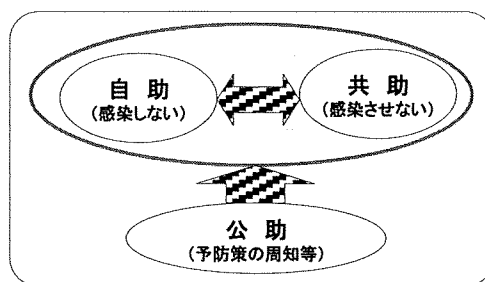 自 助
(感染しない)
共 助
(感染させない)
公 助
(予防策の周知等)